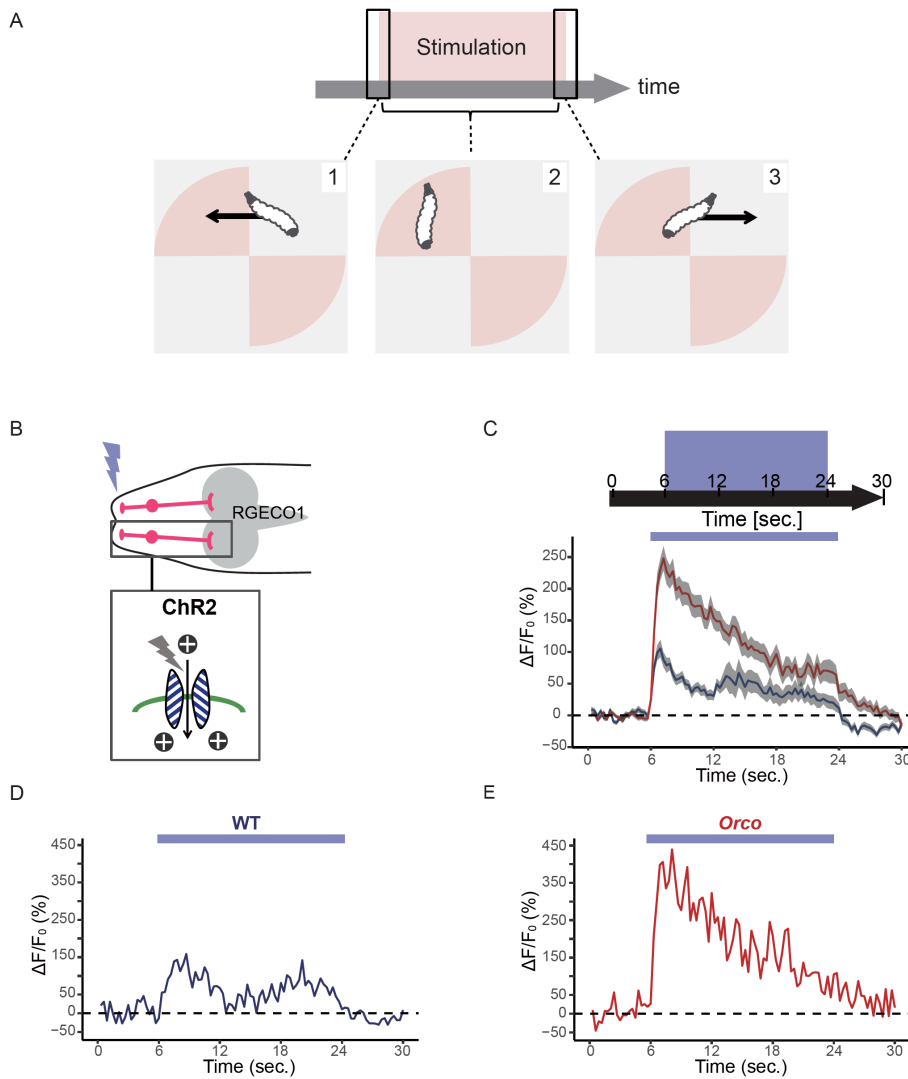 A
Stimulation
time
1
2
3
B
RGECO1
ChR2
C
0 6 12 18 24 30
Time [sec.]
250
200
150
100
50
0
−50
ΔF/F0 (%)
0 6 12 18 24 30
Time (sec.)
D
WT
450
350
250
150
50
0
−50
ΔF/F0 (%)
0 6 12 18 24 30
Time (sec.)
E
Orco
450
350
250
150
50
0
−50
ΔF/F0 (%)
0 6 12 18 24 30
Time (sec.)